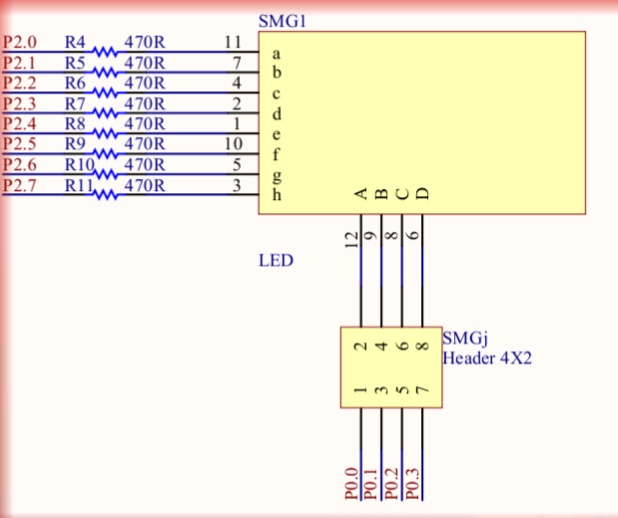 SMG1
P2.0 R4 470R 11 a
P2.1 R5 470R 7 b
P2.2 R6 470R 4 c
P2.3 R7 470R 2 d
P2.4 R8 470R 1 e
P2.5 R9 470R 10 f
P2.6 R10 470R 5 g
P2.7 R11 470R 3 h
A B C D
12 9 8 6
LED
2 4 6 8 SMGj
Header 4X2
1 3 5 7
P0.0 P0.1 P0.2 P0.3